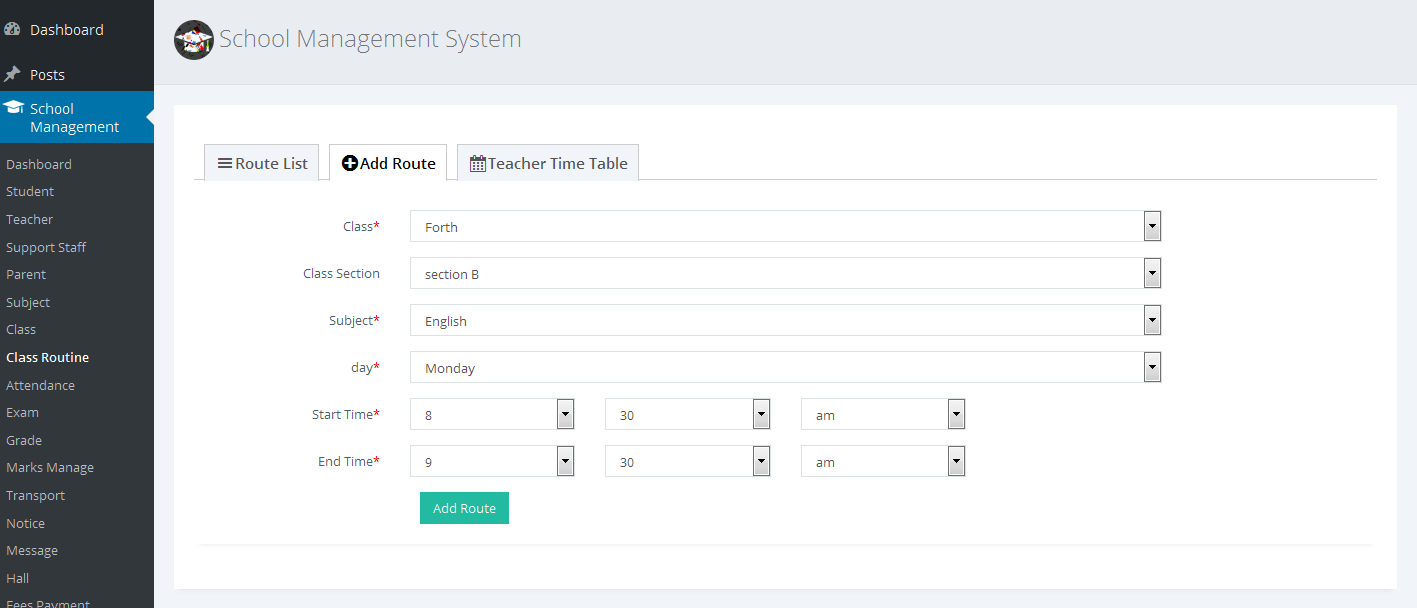 Dashboard
Posts
School
Management
Dashboard
Student
Teacher
Support Staff
Parent
Subject
Class
Class Routine
Attendance
Exam
Grade
Marks Manage
Transport
Notice
Message
Hall
Fees Payment
School Management System
Route List Add Route Teacher Time Table
Class* Forth
Class Section section B
Subject* English
day* Monday
Start Time* 8 30 am
End Time* 9 30 am
Add Route